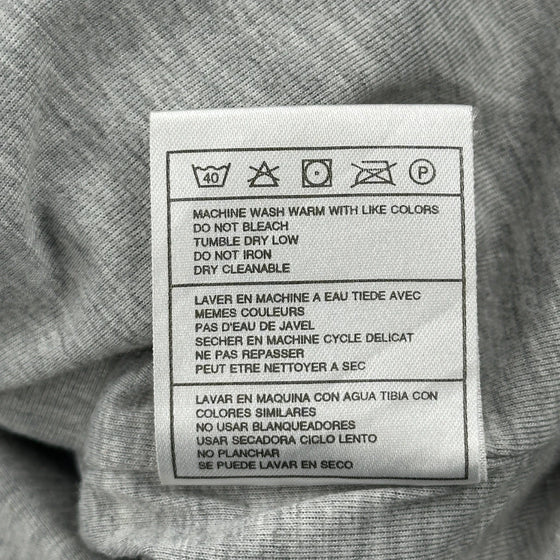 40 P
MACHINE WASH WARM WITH LIKE COLORS
DO NOT BLEACH
TUMBLE DRY LOW
DO NOT IRON
DRY CLEANABLE
LAVER EN MACHINE A EAU TIEDE AVEC
MEMES COULEURS
PAS D'EAU DE JAVEL
SECHER EN MACHINE CYCLE DELICAT
NE PAS REPASSER
PEUT ETRE NETTOYER A SEC
LAVAR EN MAQUINA CON AGUA TIBIA CON
COLORES SIMILARES
NO USAR BLANQUEADORES
USAR SECADORA CICLO LENTO
NO PLANCHAR
SE PUEDE LAVAR EN SECO